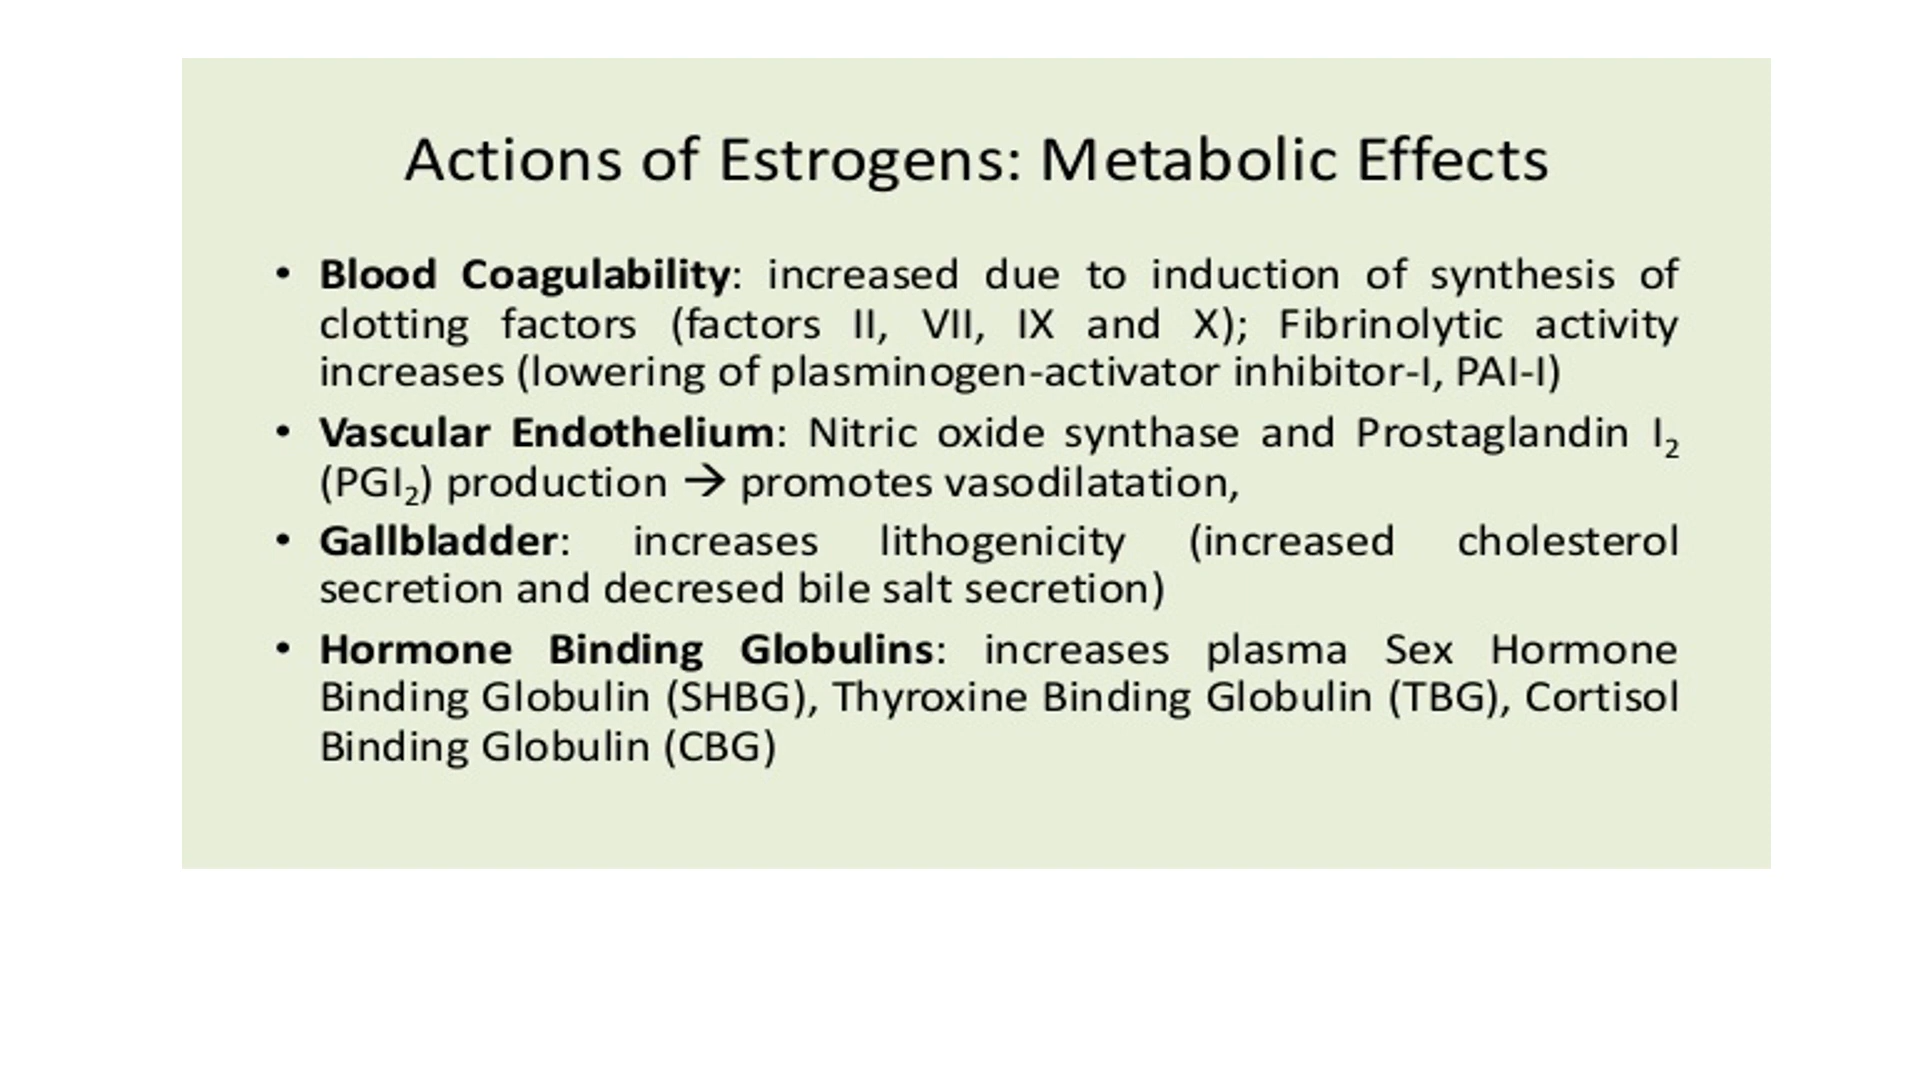 Actions of Estrogens: Metabolic Effects
• Blood Coagulability: increased due to induction of synthesis of
clotting factors (factors II, VII, IX and X); Fibrinolytic activity
increases (lowering of plasminogen-activator inhibitor-I, PAI-I)
• Vascular Endothelium: Nitric oxide synthase and Prostaglandin I₂
(PGI₂) production → promotes vasodilatation,
• Gallbladder: increases lithogenicity (increased cholesterol
secretion and decresed bile salt secretion)
• Hormone Binding Globulins: increases plasma Sex Hormone
Binding Globulin (SHBG), Thyroxine Binding Globulin (TBG), Cortisol
Binding Globulin (CBG)